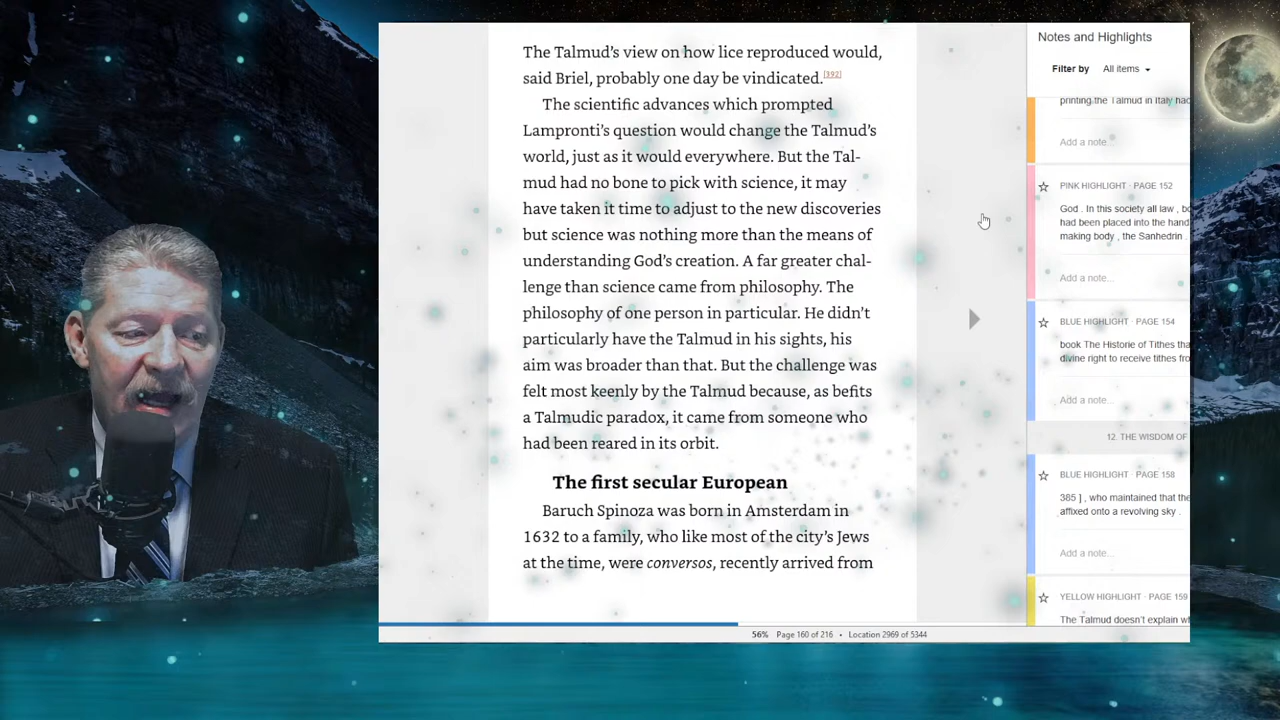 The Talmud's view on how lice reproduced would,
said Briel, probably one day be vindicated.[392]
The scientific advances which prompted
Lampronti's question would change the Talmud's
world, just as it would everywhere. But the Tal-
mud had no bone to pick with science, it may
have taken it time to adjust to the new discoveries
but science was nothing more than the means of
understanding God's creation. A far greater chal-
lenge than science came from philosophy. The
philosophy of one person in particular. He didn't
particularly have the Talmud in his sights, his
aim was broader than that. But the challenge was
felt most keenly by the Talmud because, as befits
a Talmudic paradox, it came from someone who
had been reared in its orbit.
The first secular European
Baruch Spinoza was born in Amsterdam in
1632 to a family, who like most of the city's Jews
at the time, were conversos, recently arrived from
56% Page 160 of 216 • Location 2969 of 5344
Notes and Highlights
Filter by All items
printing the Talmud in Italy had
Add a note...
PINK HIGHLIGHT · PAGE 152
God . In this society all law , bo
had been placed into the hand
making body , the Sanhedrin .
Add a note...
BLUE HIGHLIGHT · PAGE 154
book The Historie of Tithes tha
divine right to receive tithes fro
Add a note...
12. THE WISDOM OF
BLUE HIGHLIGHT · PAGE 158
385 ] , who maintained that the
affixed onto a revolving sky .
Add a note...
YELLOW HIGHLIGHT · PAGE 159
The Talmud doesn't explain wh